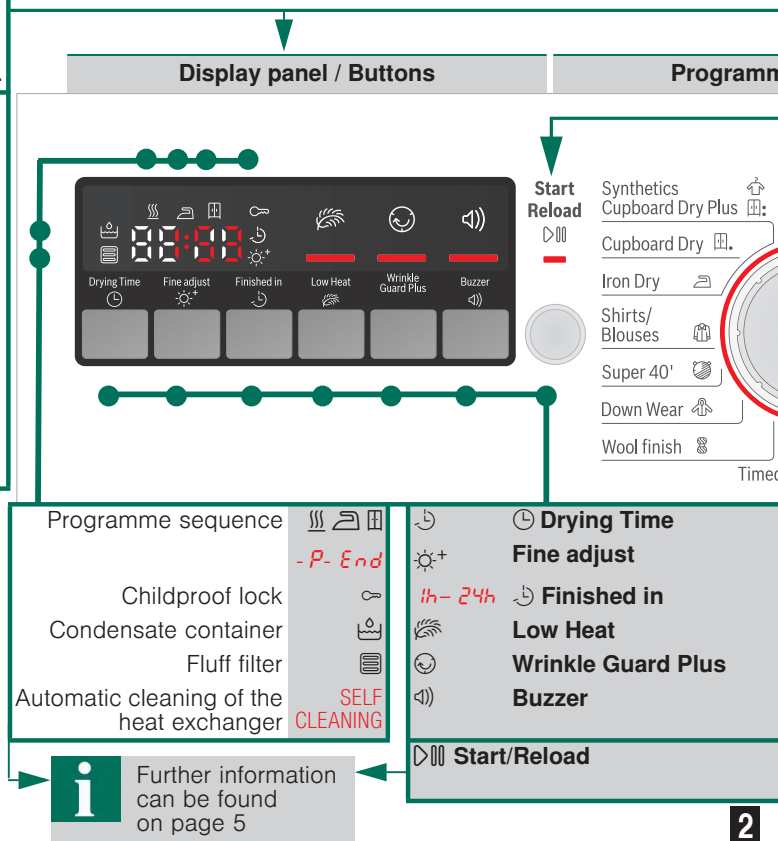 Display panel / Buttons
Programm
Start
Reload
Synthetics
Cupboard Dry Plus
Cupboard Dry
Iron Dry
Shirts/
Blouses
Super 40'
Down Wear
Wool finish
Timed
88:88
Drying Time
Fine adjust
Finished in
Low Heat
Wrinkle
Guard Plus
Buzzer
Programme sequence
-P- End
Childproof lock
Condensate container
Fluff filter
Automatic cleaning of the
heat exchanger
SELF
CLEANING
Drying Time
Fine adjust
1h- 24h Finished in
Low Heat
Wrinkle Guard Plus
Buzzer
Start/Reload
i
Further information
can be found
on page 5
2